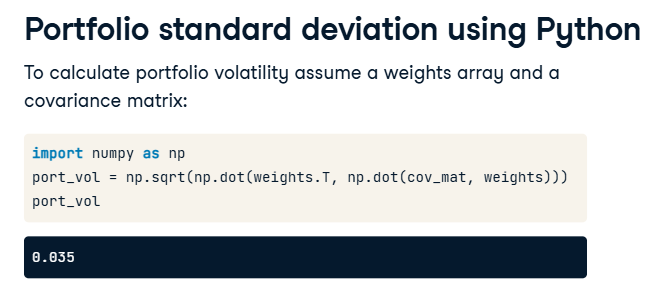 Portfolio standard deviation using Python
To calculate portfolio volatility assume a weights array and a
covariance matrix:
import numpy as np
port_vol = np.sqrt(np.dot(weights.T, np.dot(cov_mat, weights)))
port_vol
0.035